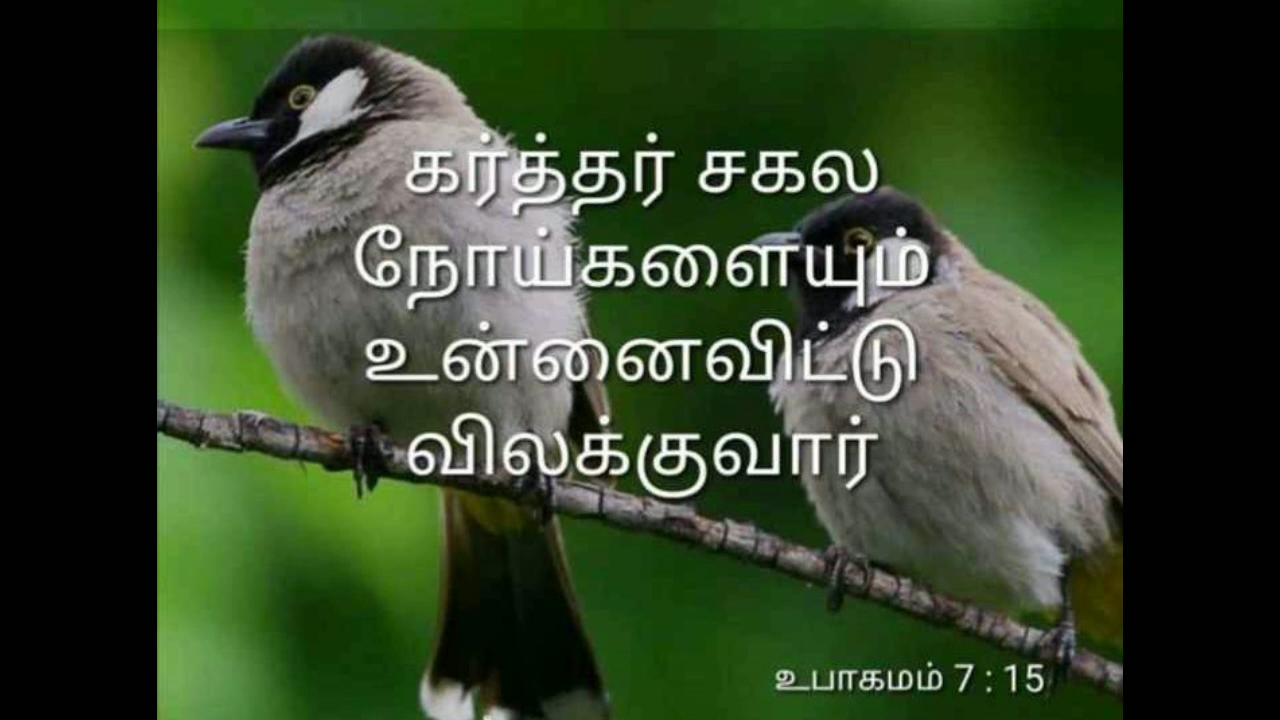 கர்த்தர் சகல
நோய்களையும்
உன்னைவிட்டு
விலக்குவார்
உபாகமம் 7 : 15